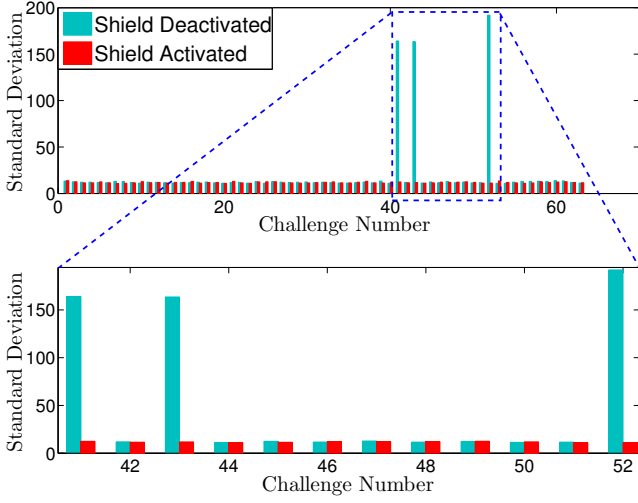 200
150
100
50
0
Standard Deviation
Shield Deactivated
Shield Activated
0 20 40 60
Challenge Number
150
100
50
0
Standard Deviation
42 44 46 48 50 52
Challenge Number